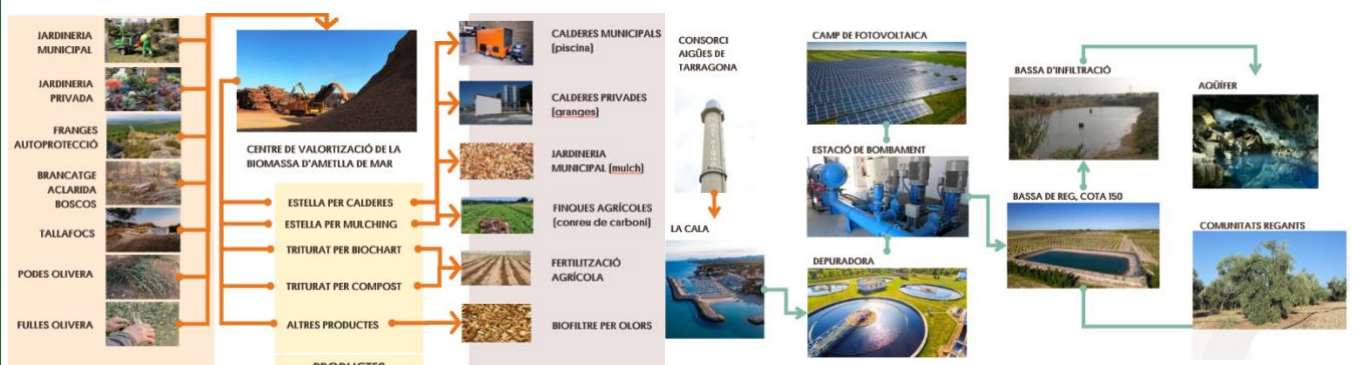 JARDINERIA
MUNICIPAL
JARDINERIA
PRIVADA
FRANGES
AUTOPROTECCIÓ
BRANCATGE
ACLARIDA
BOSCOS
TALLAFOCS
PODES OLIVERA
FULLES OLIVERA
CENTRE DE VALORTIZACIÓ DE LA
BIOMASSA D'AMETLLA DE MAR
ESTELLA PER CALDERES
ESTELLA PER MULCHING
TRITURAT PER BIOCHART
TRITURAT PER COMPOST
ALTRES PRODUCTES
PRODUCTES
CALDERES MUNICIPALS
(piscina)
CALDERES PRIVADES
(granges)
JARDINERIA
MUNICIPAL (mulch)
FINQUES AGRÍCOLES
(conreu de carboni)
FERTILITZACIÓ
AGRÍCOLA
BIOFILTRE PER OLORS
CONSORCI
AIGÜES DE
TARRAGONA
LA CALA
CAMP DE FOTOVOLTAICA
ESTACIÓ DE BOMBAMENT
DEPURADORA
BASSA D'INFILTRACIÓ
BASSA DE REG, COTA 150
AQÜÍFER
COMUNITATS REGANTS